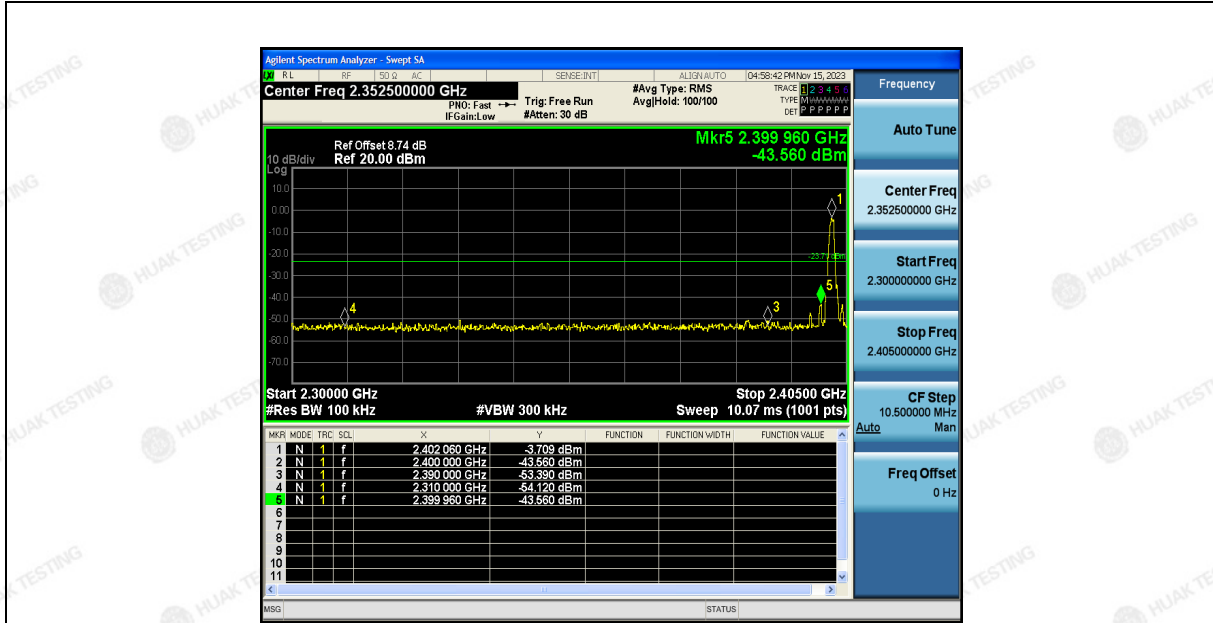 Agilent Spectrum Analyzer - Swept SA
LXI RL RF 50 Ω AC SENSE:INT ALIGN AUTO 04:58:42 PM Nov 15, 2023
Center Freq 2.352500000 GHz
PNO: Fast
IFGain:Low
Trig: Free Run
#Atten: 30 dB
#Avg Type: RMS
Avg|Hold: 100/100
TRACE 1 2 3 4 5 6
TYPE M WWWWW
DET P P P P P P
Frequency
Auto Tune
Center Freq
2.352500000 GHz
Start Freq
2.300000000 GHz
Stop Freq
2.405000000 GHz
CF Step
10.500000 MHz
Auto Man
Freq Offset
0 Hz
Mkr5 2.399 960 GHz
-43.560 dBm
Ref Offset 8.74 dB
10 dB/div Ref 20.00 dBm
Log
10.0
0.00
-10.0
-20.0
-30.0
-40.0
-50.0
-60.0
-70.0
1
-23.71 dBm
5
3
4
Start 2.30000 GHz Stop 2.40500 GHz
#Res BW 100 kHz #VBW 300 kHz Sweep 10.07 ms (1001 pts)
MKR MODE TRC SCL X Y FUNCTION FUNCTION WIDTH FUNCTION VALUE
1 N 1 f 2.402 060 GHz -3.709 dBm
2 N 1 f 2.400 000 GHz -43.560 dBm
3 N 1 f 2.390 000 GHz -53.390 dBm
4 N 1 f 2.310 000 GHz -54.120 dBm
5 N 1 f 2.399 960 GHz -43.560 dBm
6
7
8
9
10
11
MSG STATUS
HUAK TESTING
HUAK TESTING
HUAK TESTING
HUAK TESTING